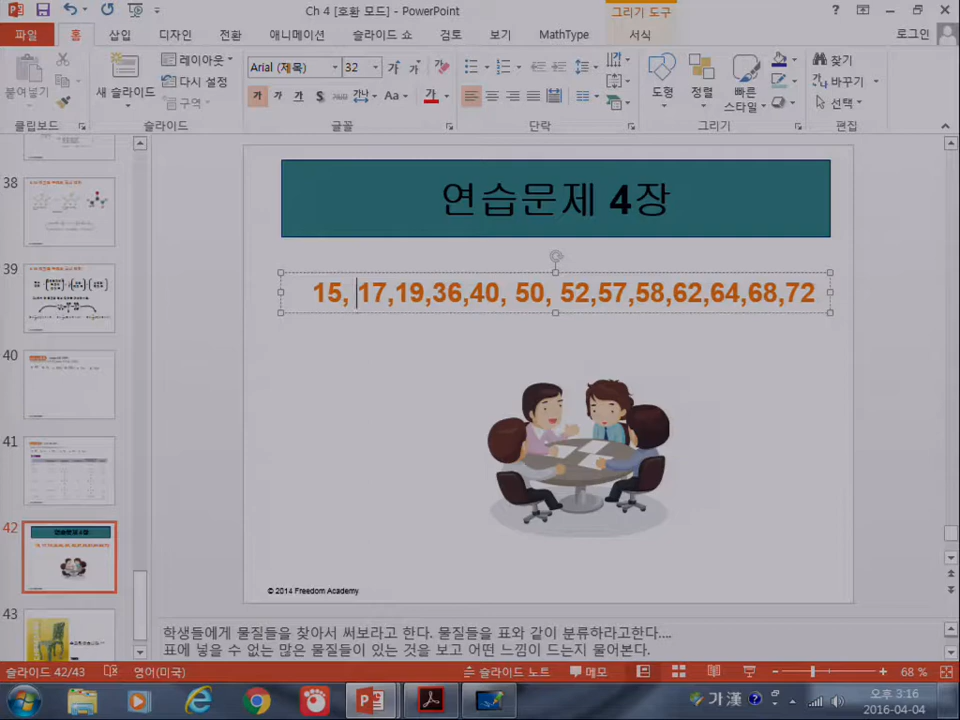 Ch 4 [호환 모드] - PowerPoint
그리기 도구
파일 홈 삽입 디자인 전환 애니메이션 슬라이드 쇼 검토 보기 MathType 서식 로그인
붙여넣기 새 슬라이드 레이아웃 다시 설정 구역
Arial (제목) 32
가 가 가 S abc 가 Aa 가
도형 정렬 빠른 스타일 찾기 바꾸기 선택
클립보드 슬라이드 글꼴 단락 그리기 편집
38
39
40
41
42
43
연습문제 4장
15, 17,19,36,40, 50, 52,57,58,62,64,68,72
© 2014 Freedom Academy
학생들에게 물질들을 찾아서 써보라고 한다. 물질들을 표와 같이 분류하라고한다....
표에 넣을 수 없는 많은 물질들이 있는 것을 보고 어떤 느낌이 드는지 물어본다.
슬라이드 42/43 영어(미국) 슬라이드 노트 메모 68 %
가 漢 오후 3:16
2016-04-04